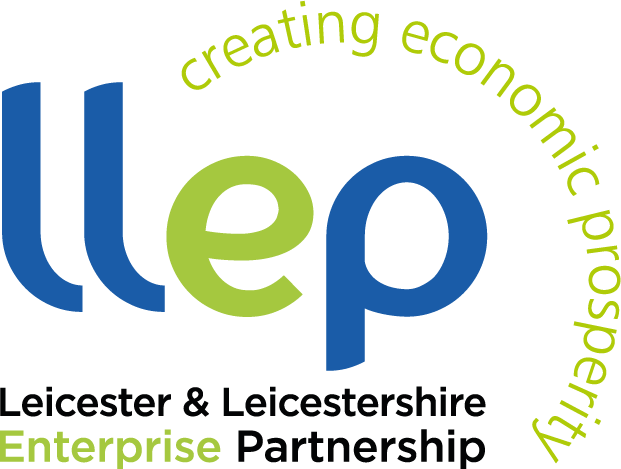 creating economic prosperity
llep
Leicester & Leicestershire
Enterprise Partnership